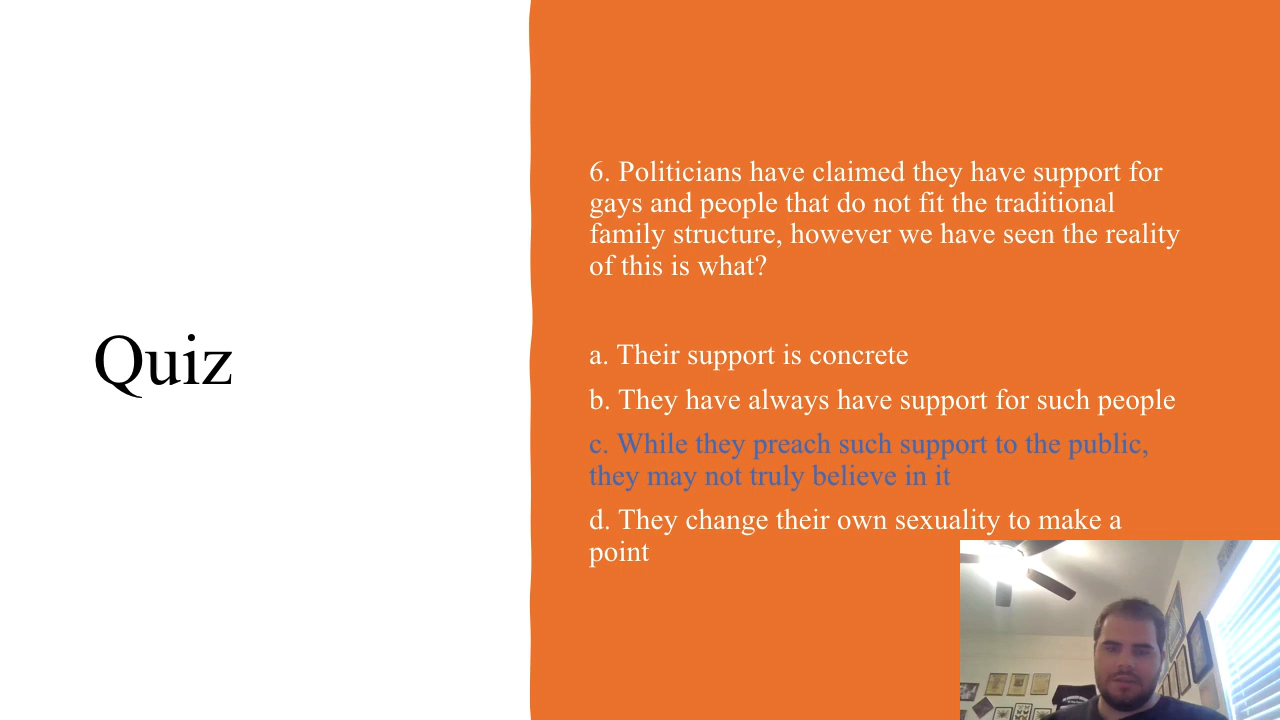 Quiz
6. Politicians have claimed they have support for
gays and people that do not fit the traditional
family structure, however we have seen the reality
of this is what?
a. Their support is concrete
b. They have always have support for such people
c. While they preach such support to the public,
they may not truly believe in it
d. They change their own sexuality to make a
point